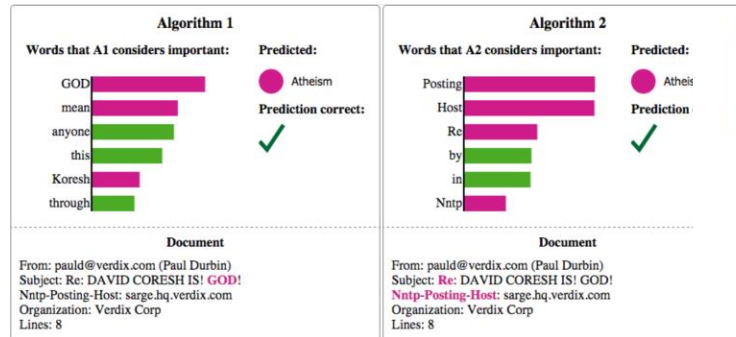 Algorithm 1
Words that A1 considers important:
Predicted:
GOD
mean
anyone
this
Koresh
through
Atheism
Prediction correct:
Document
From: pauld@verdix.com (Paul Durbin)
Subject: Re: DAVID CORESH IS! GOD!
Nntp-Posting-Host: sarge.hq.verdix.com
Organization: Verdix Corp
Lines: 8
Algorithm 2
Words that A2 considers important:
Predicted:
Posting
Host
Re
by
in
Nntp
Atheis
Prediction
Document
From: pauld@verdix.com (Paul Durbin)
Subject: Re: DAVID CORESH IS! GOD!
Nntp-Posting-Host: sarge.hq.verdix.com
Organization: Verdix Corp
Lines: 8